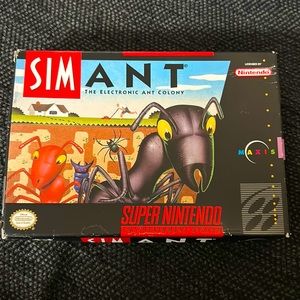 SIM ANT
THE ELECTRONIC ANT COLONY
LICENSED BY
Nintendo
MAXIS
SUPER NINTENDO